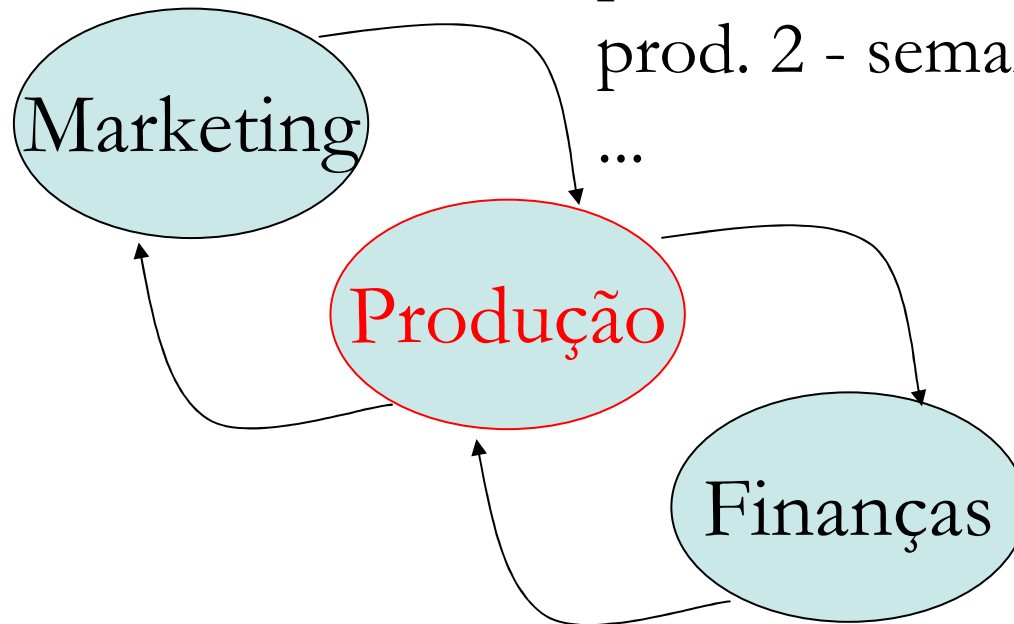 prod. 2 - sema
...
Marketing
Produção
Finanças